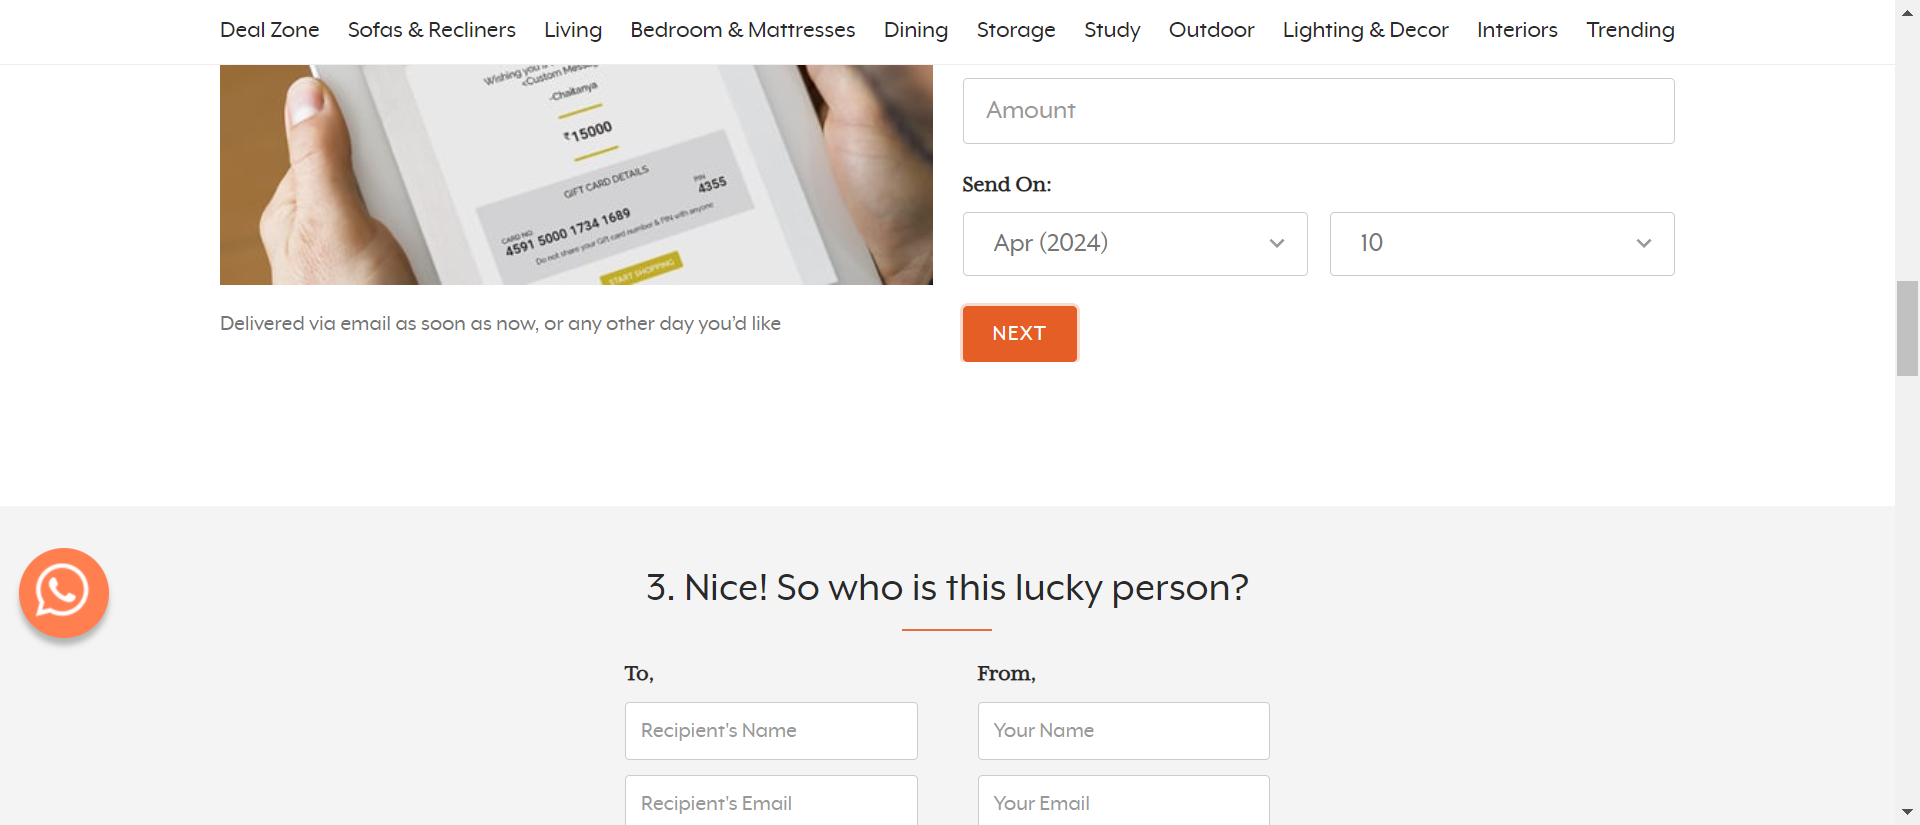 Deal Zone Sofas & Recliners Living Bedroom & Mattresses Dining Storage Study Outdoor Lighting & Decor Interiors Trending
Wishing you
<Custom Messag
-Chaitanya
₹15000
GIFT CARD DETAILS
CARD NO.
4591 5000 1734 1689
PIN
4355
Do not share your Gift card number & PIN with anyone
START SHOPPING
Delivered via email as soon as now, or any other day you’d like
Amount
Send On:
Apr (2024) 10
NEXT
3. Nice! So who is this lucky person?
To, From,
Recipient's Name Your Name
Recipient's Email Your Email